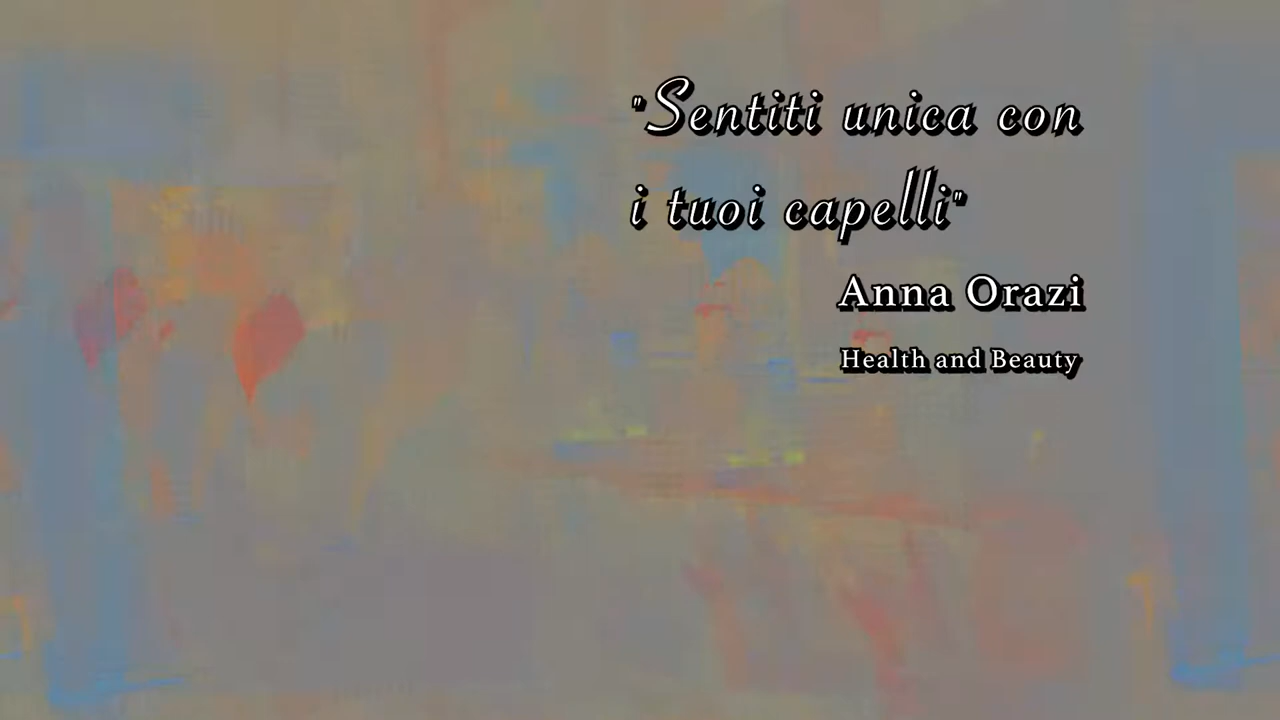 "Sentiti unica con
i tuoi capelli"
Anna Orazi
Health and Beauty